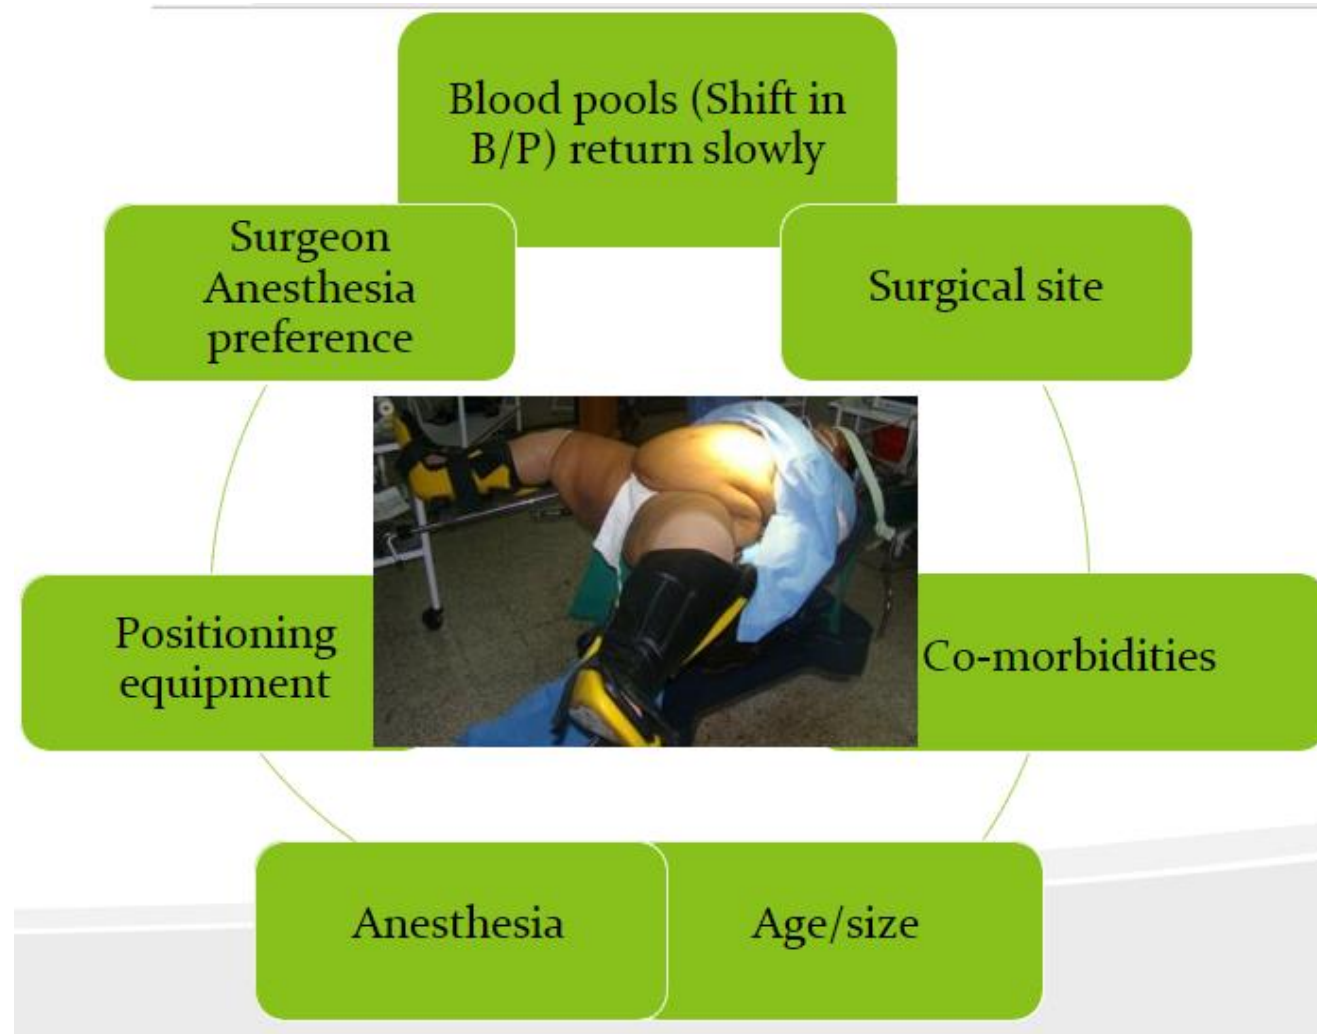 Blood pools (Shift in
B/P) return slowly
Surgical site
Co-morbidities
Age/size
Anesthesia
Positioning
equipment
Surgeon
Anesthesia
preference